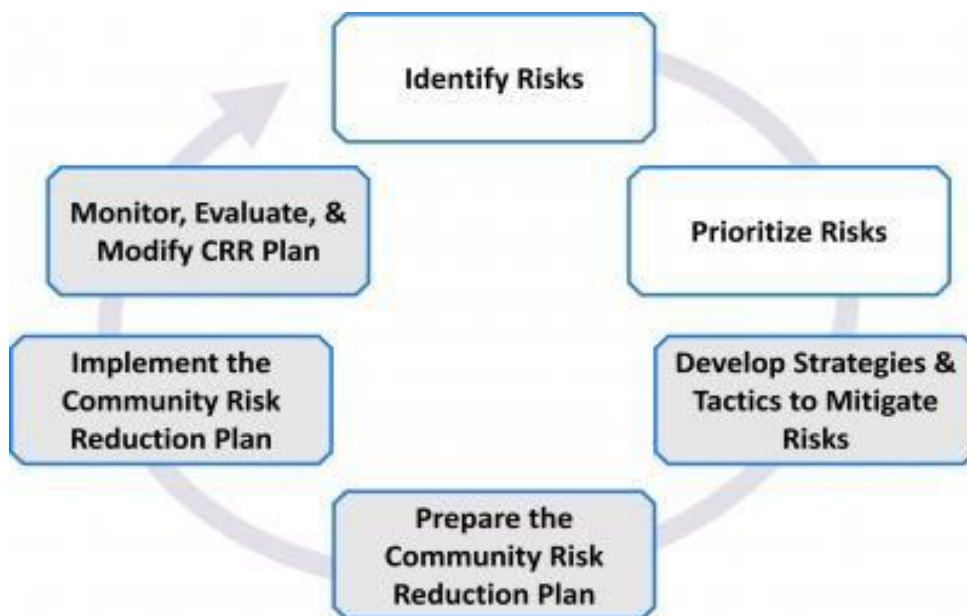 Identify Risks
Prioritize Risks
Develop Strategies &
Tactics to Mitigate
Risks
Prepare the
Community Risk
Reduction Plan
Implement the
Community Risk
Reduction Plan
Monitor, Evaluate, &
Modify CRR Plan